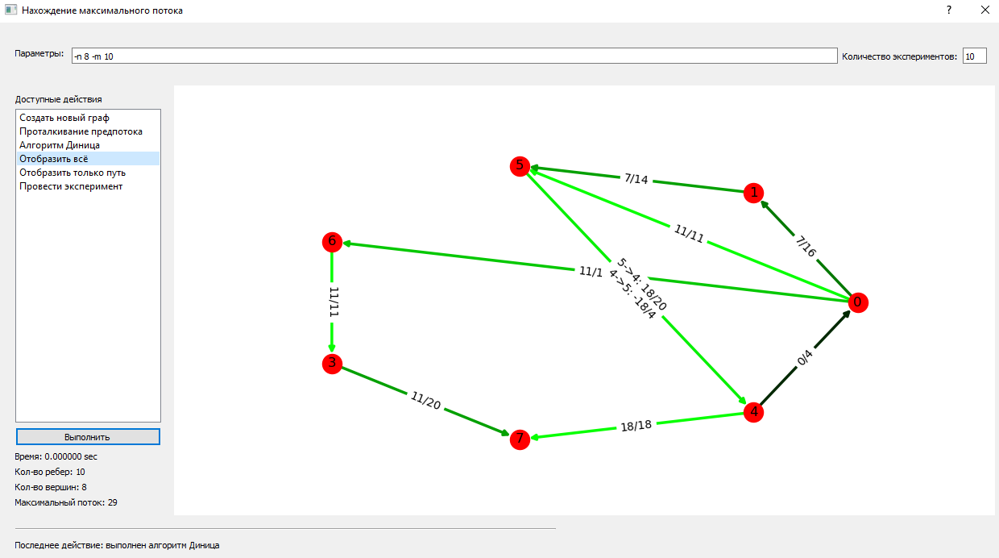 Нахождение максимального потока
?
Параметры:
-n 8 -m 10
Количество экспериментов:
10
Доступные действия
Создать новый граф
Проталкивание предпотока
Алгоритм Диница
Отобразить всё
Отобразить только путь
Провести эксперимент
Выполнить
Время: 0.000000 sec
Кол-во ребер: 10
Кол-во вершин: 8
Максимальный поток: 29
5
7/14
1
11/11
6
7/16
11/1
5->4: 18/20
4->5: -18/4
0
11/11
3
0/4
11/20
4
18/18
7
Последнее действие: выполнен алгоритм Диница